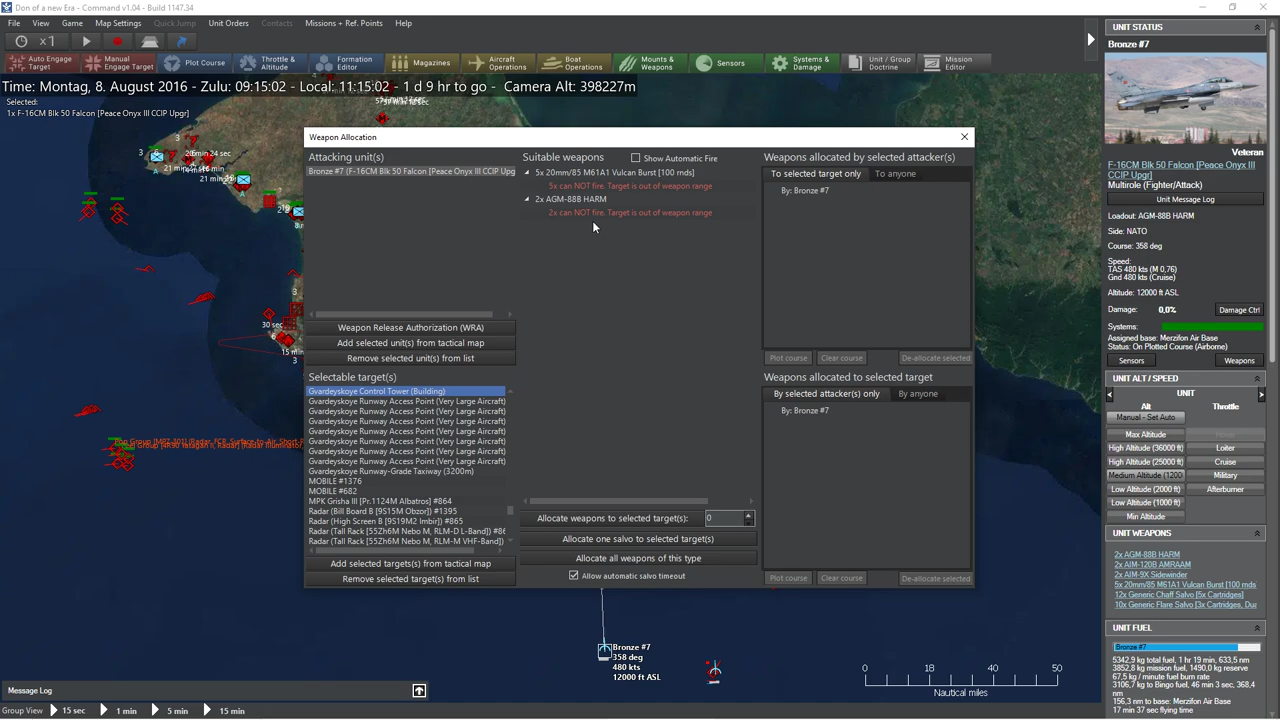 Don of a new Era - Command v1.04 - Build 1147.34
File View Game Map Settings Quick Jump Unit Orders Contacts Missions + Ref. Points Help
x1
Auto Engage Target
Manual Engage Target
Plot Course
Throttle & Altitude
Formation Editor
Magazines
Aircraft Operations
Boat Operations
Mounts & Weapons
Sensors
Systems & Damage
Unit / Group Doctrine
Mission Editor
Time: Montag, 8. August 2016 - Zulu: 09:15:02 - Local: 11:15:02 - 1 d 9 hr to go - Camera Alt: 398227m
Selected:
1x F-16CM Blk 50 Falcon [Peace Onyx III CCIP Upgr]
Weapon Allocation
Attacking unit(s)
Bronze #7 (F-16CM Blk 50 Falcon [Peace Onyx III CCIP Upg
Weapon Release Authorization (WRA)
Add selected unit(s) from tactical map
Remove selected unit(s) from list
Selectable target(s)
Gvardeyskoye Control Tower (Building)
Gvardeyskoye Runway Access Point (Very Large Aircraft)
Gvardeyskoye Runway Access Point (Very Large Aircraft)
Gvardeyskoye Runway Access Point (Very Large Aircraft)
Gvardeyskoye Runway Access Point (Very Large Aircraft)
Gvardeyskoye Runway Access Point (Very Large Aircraft)
Gvardeyskoye Runway Access Point (Very Large Aircraft)
Gvardeyskoye Runway Access Point (Very Large Aircraft)
Gvardeyskoye Runway-Grade Taxiway (3200m)
MOBILE #1376
MOBILE #682
MPK Grisha III [Pr.1124M Albatros] #864
Radar (Bill Board B [9S15M Obzor]) #1395
Radar (High Screen B [9S19M2 Imbir]) #865
Radar (Tall Rack [55Zh6M Nebo M, RLM-D L-Band]) #8
Radar (Tall Rack [55Zh6M Nebo M, RLM-M VHF-Band])
Add selected targets(s) from tactical map
Remove selected target(s) from list
Suitable weapons
Show Automatic Fire
5x 20mm/85 M61A1 Vulcan Burst [100 rnds]
5x can NOT fire. Target is out of weapon range
2x AGM-88B HARM
2x can NOT fire. Target is out of weapon range
Allocate weapons to selected target(s): 0
Allocate one salvo to selected target(s)
Allocate all weapons of this type
Allow automatic salvo timeout
Weapons allocated by selected attacker(s)
To selected target only
To anyone
By: Bronze #7
Plot course
Clear course
De-allocate selected
Weapons allocated to selected target
By selected attacker(s) only
By anyone
By: Bronze #7
Plot course
Clear course
De-allocate selected
3
21 min
30 sec
15 min
Bronze #7
358 deg
480 kts
12000 ft ASL
0 18 40 50
Nautical miles
Message Log
Group View
15 sec
1 min
5 min
15 min
UNIT STATUS
Bronze #7
Veteran
F-16CM Blk 50 Falcon [Peace Onyx III CCIP Upgr]
Multirole (Fighter/Attack)
Unit Message Log
Loadout: AGM-88B HARM
Side: NATO
Course: 358 deg
Speed:
TAS 480 kts (M 0,76)
Gnd 480 kts (Cruise)
Altitude: 12000 ft ASL
Damage: 0,0%
Damage Ctrl
Systems:
Assigned base: Merzifon Air Base
Status: On Plotted Course (Airborne)
Sensors
Weapons
UNIT ALT / SPEED
UNIT
Alt
Throttle
Manual - Set Auto
Max Altitude
High Altitude (36000 ft)
Loiter
High Altitude (25000 ft)
Cruise
Medium Altitude (1200
Military
Low Altitude (2000 ft)
Afterburner
Low Altitude (1000 ft)
Min Altitude
UNIT WEAPONS
2x AGM-88B HARM
2x AIM-120B AMRAAM
2x AIM-9X Sidewinder
5x 20mm/85 M61A1 Vulcan Burst [100 rnds
12x Generic Chaff Salvo [5x Cartridges]
10x Generic Flare Salvo [3x Cartridges, Du
UNIT FUEL
Bronze #7
5342,9 kg total fuel, 1 hr 19 min, 633,5 nm
3852,8 kg mission fuel, 1490,0 kg reserve
67,5 kg / minute fuel burn rate
3106,7 kg to Bingo fuel, 46 min 3 sec, 368,4 nm
156,3 nm to Merzifon Air Base
17 min 37 sec flying time